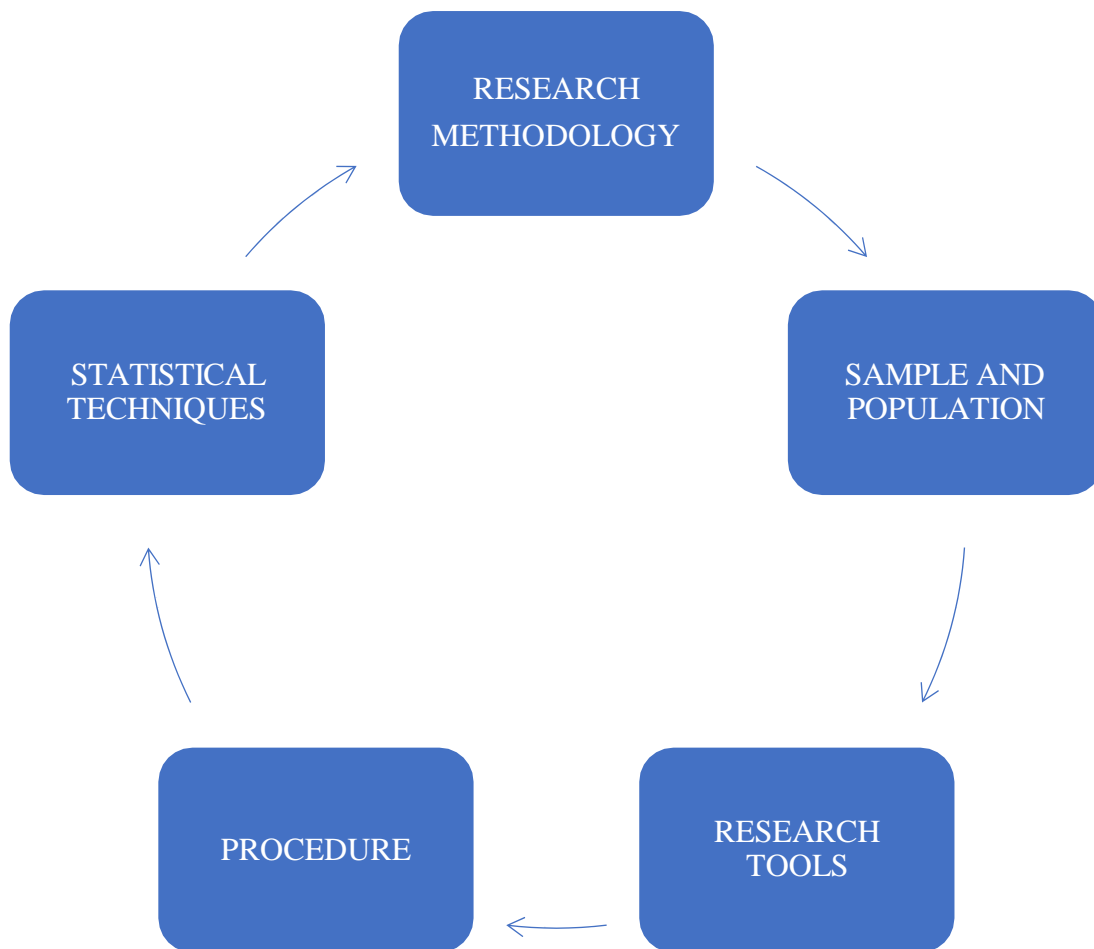 RESEARCH
METHODOLOGY
SAMPLE AND
POPULATION
RESEARCH
TOOLS
PROCEDURE
STATISTICAL
TECHNIQUES